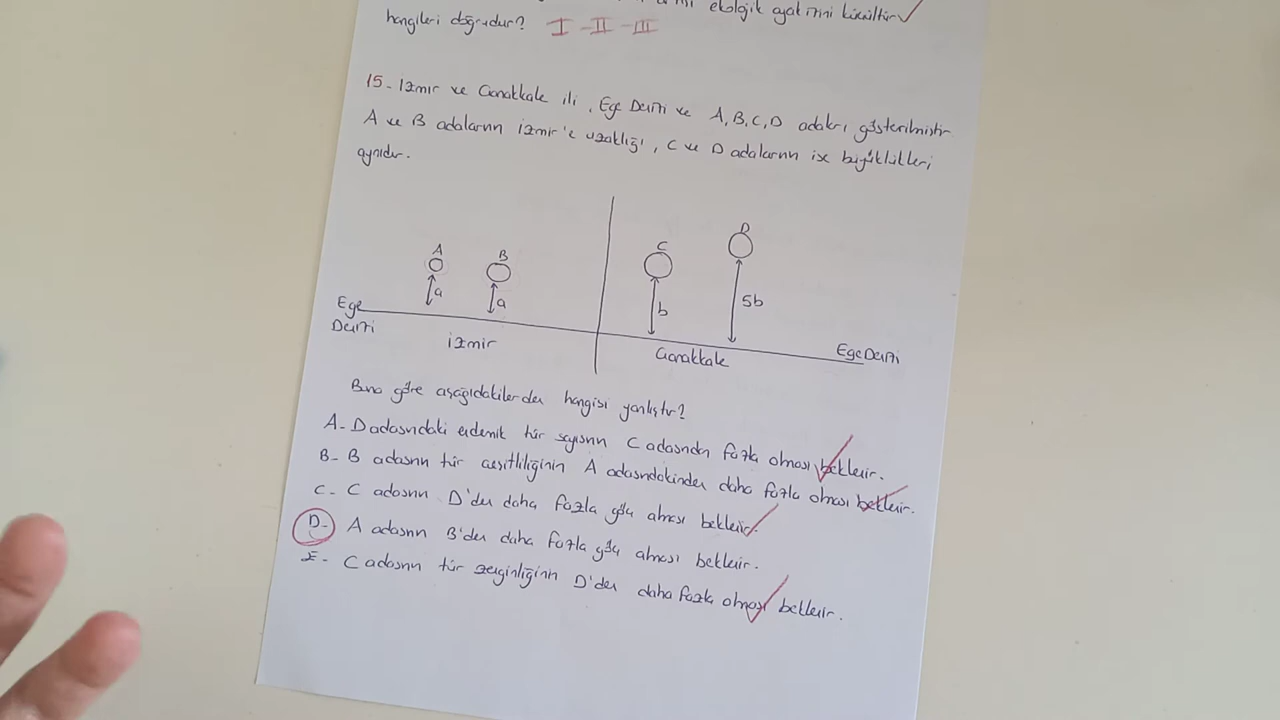 ekolojik ayak izini küçültür
hangileri doğrudur? I - II - III
15- İzmir ve Çanakkale ili, Ege Denizi ve A, B, C, D adaları gösterilmiştir
A ve B adalarının izmir'e uzaklığı, C ve D adalarının ise büyüklükleri
aynıdır.
A B C D
a a b 5b
Ege
Denizi
izmir
Çanakkale
Ege Denizi
Buna göre aşağıdakilerden hangisi yanlıştır?
A- D adasındaki endemik tür sayısının C adasından fazla olması beklenir.
B- B adasının tür çeşitliliğinin A adasındakinden daha fazla olması beklenir.
C- C adasının D'den daha fazla göç alması beklenir.
D- A adasının B'den daha fazla göç alması beklenir.
E- C adasının tür zenginliğinin D'den daha fazla olması beklenir.